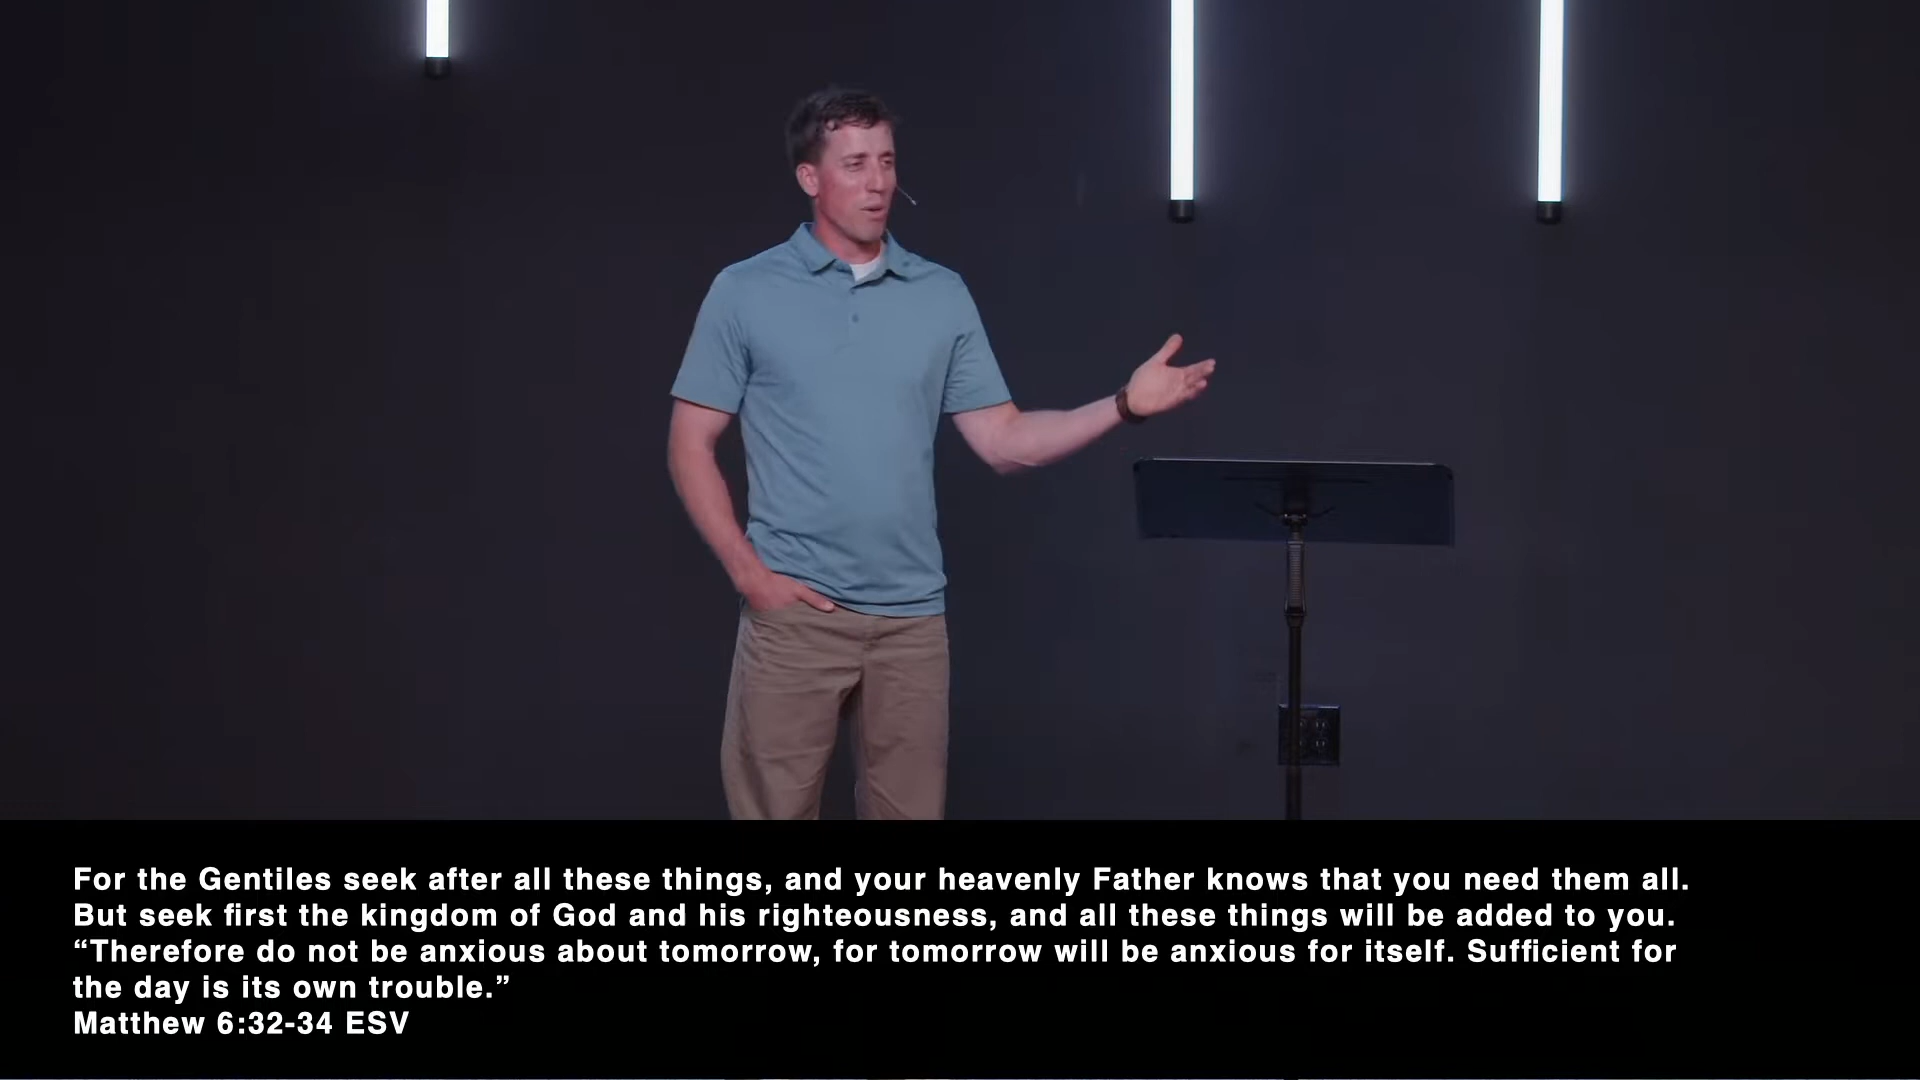 For the Gentiles seek after all these things, and your heavenly Father knows that you need them all.
But seek first the kingdom of God and his righteousness, and all these things will be added to you.
“Therefore do not be anxious about tomorrow, for tomorrow will be anxious for itself. Sufficient for
the day is its own trouble.”
Matthew 6:32-34 ESV